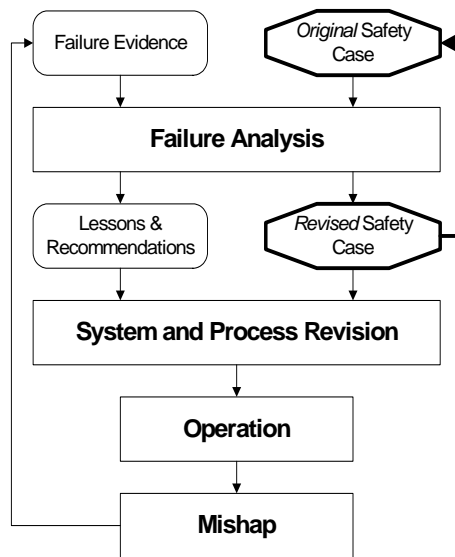 Failure Evidence
Original Safety
Case
Failure Analysis
Lessons &
Recommendations
Revised Safety
Case
System and Process Revision
Operation
Mishap